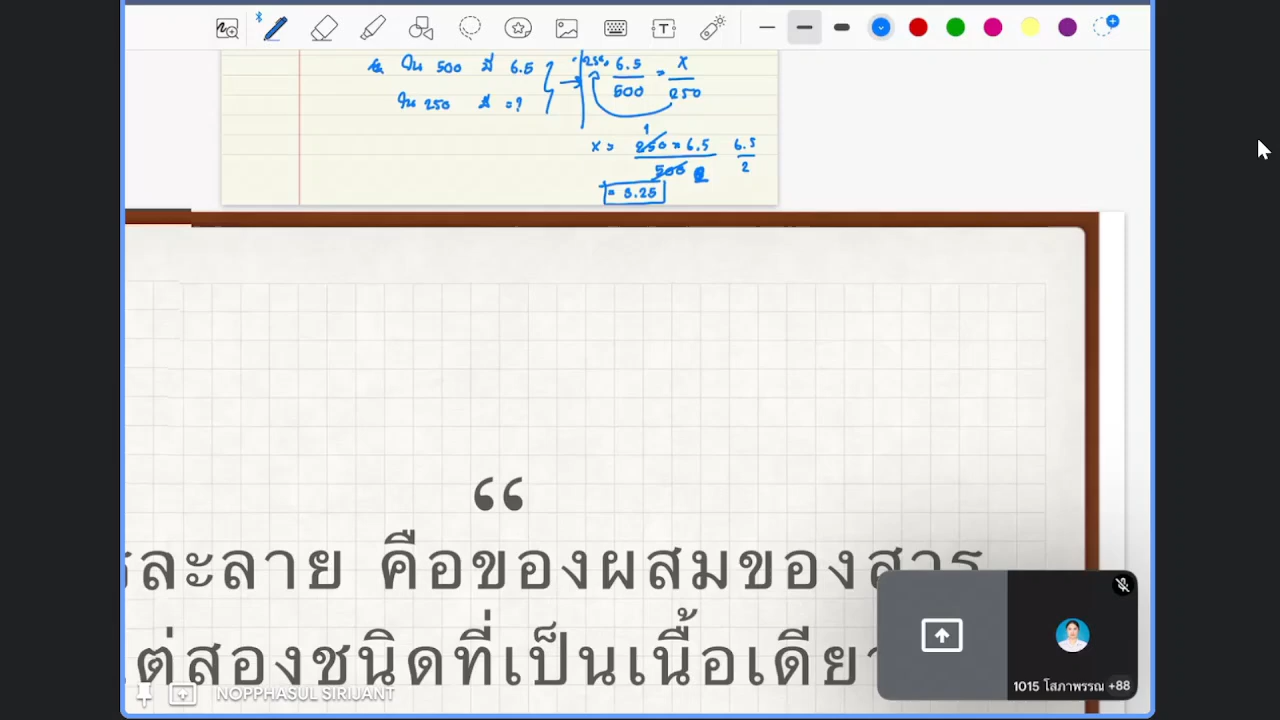 ใน 500 มี 6.5
6.5/500 = x/250
ใน 250 มี = ?
x = 250 × 6.5 / 500
1
2
6.5/2
= 3.25
“
ละลาย คือของผสมของสาร
ต่สองชนิดที่เป็นเนื้อเดีย
NOPPHASUL SIRIJANT
1015 โสภาพรรณ +88